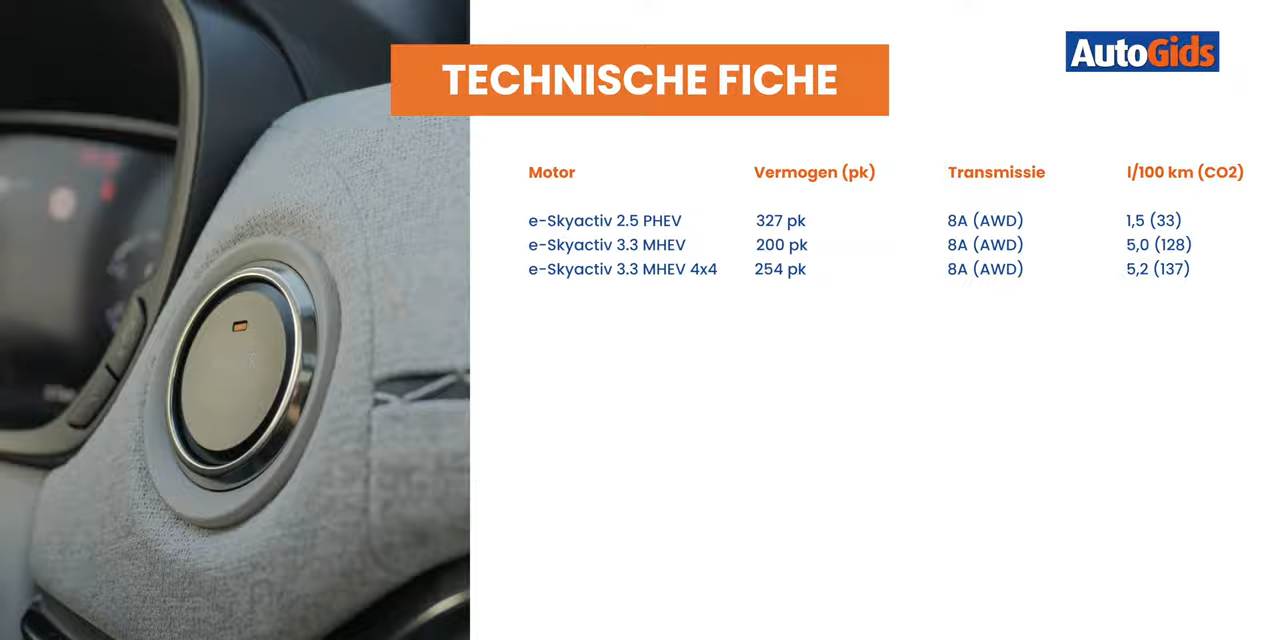 AutoGids
TECHNISCHE FICHE
Motor Vermogen (pk) Transmissie l/100 km (CO2)
e-Skyactiv 2.5 PHEV 327 pk 8A (AWD) 1,5 (33)
e-Skyactiv 3.3 MHEV 200 pk 8A (AWD) 5,0 (128)
e-Skyactiv 3.3 MHEV 4x4 254 pk 8A (AWD) 5,2 (137)